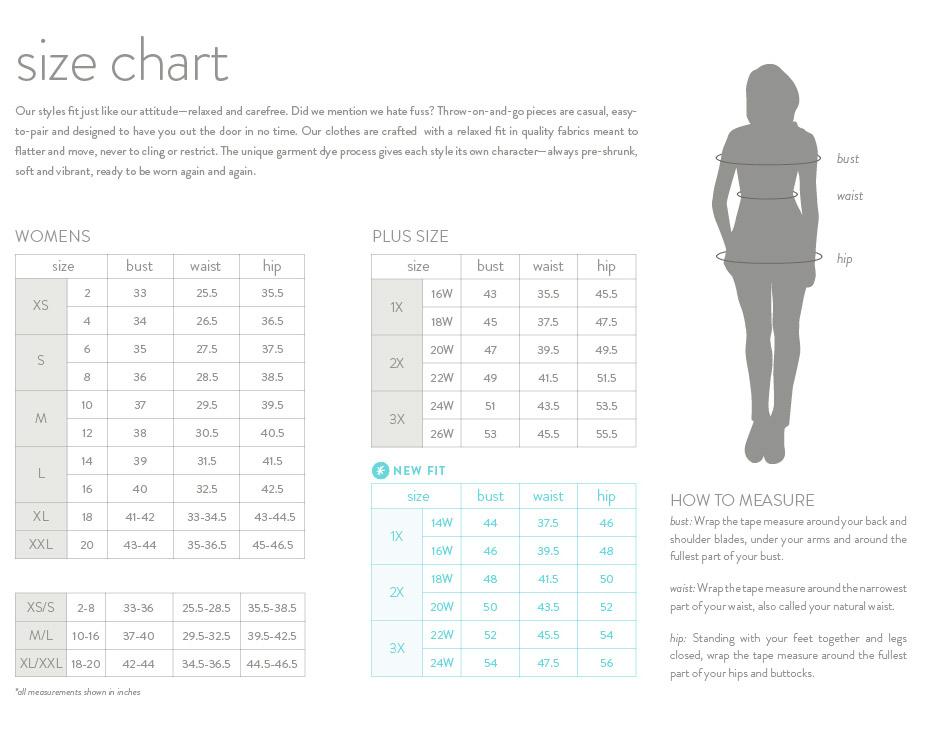 size chart
Our styles fit just like our attitude—relaxed and carefree. Did we mention we hate fuss? Throw-on-and-go pieces are casual, easy-
to-pair and designed to have you out the door in no time. Our clothes are crafted with a relaxed fit in quality fabrics meant to
flatter and move, never to cling or restrict. The unique garment dye process gives each style its own character—always pre-shrunk,
soft and vibrant, ready to be worn again and again.
WOMENS
size bust waist hip
XS 2 33 25.5 35.5
4 34 26.5 36.5
S 6 35 27.5 37.5
8 36 28.5 38.5
M 10 37 29.5 39.5
12 38 30.5 40.5
L 14 39 31.5 41.5
16 40 32.5 42.5
XL 18 41-42 33-34.5 43-44.5
XXL 20 43-44 35-36.5 45-46.5
XS/S 2-8 33-36 25.5-28.5 35.5-38.5
M/L 10-16 37-40 29.5-32.5 39.5-42.5
XL/XXL 18-20 42-44 34.5-36.5 44.5-46.5
*all measurements shown in inches
PLUS SIZE
size bust waist hip
1X 16W 43 35.5 45.5
18W 45 37.5 47.5
2X 20W 47 39.5 49.5
22W 49 41.5 51.5
3X 24W 51 43.5 53.5
26W 53 45.5 55.5
NEW FIT
size bust waist hip
1X 14W 44 37.5 46
16W 46 39.5 48
2X 18W 48 41.5 50
20W 50 43.5 52
3X 22W 52 45.5 54
24W 54 47.5 56
bust
waist
hip
HOW TO MEASURE
bust: Wrap the tape measure around your back and
shoulder blades, under your arms and around the
fullest part of your bust.
waist: Wrap the tape measure around the narrowest
part of your waist, also called your natural waist.
hip: Standing with your feet together and legs
closed, wrap the tape measure around the fullest
part of your hips and buttocks.